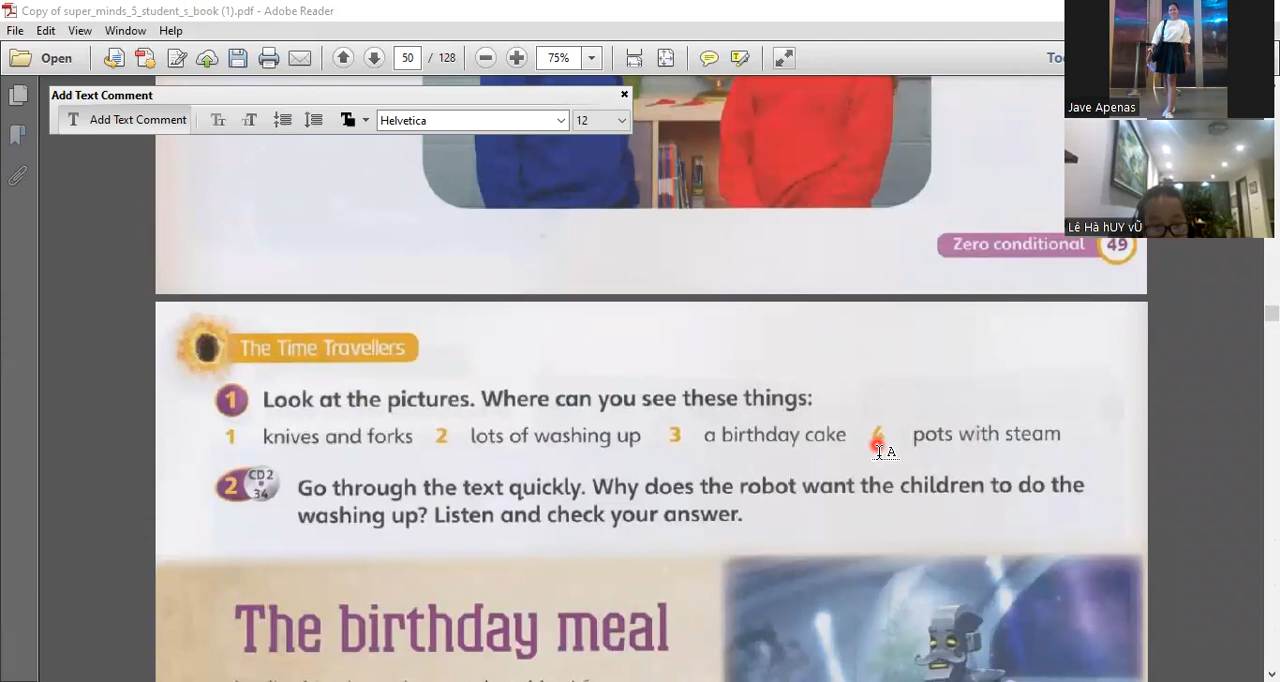 Copy of super_minds_5_student_s_book (1).pdf - Adobe Reader
File Edit View Window Help
Open 50 / 128 75%
Add Text Comment
Add Text Comment Helvetica 12
Jave Apenas
Lê Hà hUY vŨ
Zero conditional 49
The Time Travellers
1 Look at the pictures. Where can you see these things:
1 knives and forks 2 lots of washing up 3 a birthday cake 4 pots with steam
2 CD2 34 Go through the text quickly. Why does the robot want the children to do the
washing up? Listen and check your answer.
The birthday meal